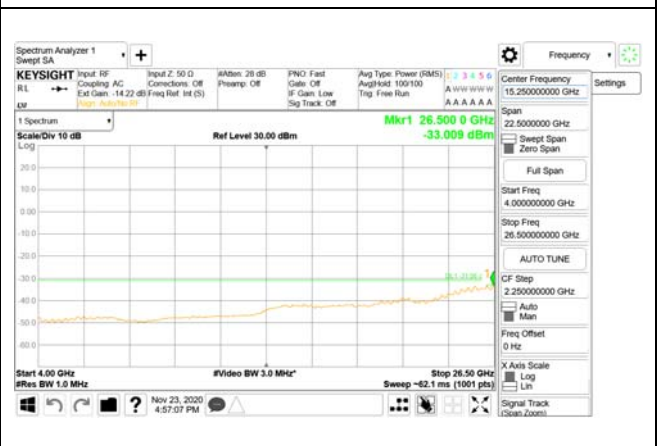 Spectrum Analyzer 1
Swept SA
Frequency
KEYSIGHT
RL
Input: RF
Coupling: AC
Ext Gain: -14.22 dB
Align: Auto/No RF
Input Z: 50 Ω
Corrections: Off
Freq Ref: Int (S)
#Atten: 28 dB
Preamp: Off
PNO: Fast
Gate: Off
IF Gain: Low
Sig Track: Off
Avg Type: Power (RMS)
Avg|Hold: 100/100
Trig: Free Run
1 2 3 4 5 6
A W W W W W
A A A A A A
1 Spectrum
Scale/Div 10 dB
Ref Level 30.00 dBm
Mkr1 26.500 0 GHz
-33.009 dBm
Log
20.0
10.0
0.00
-10.0
-20.0
-30.0
-40.0
-50.0
-60.0
1
Start 4.00 GHz
#Video BW 3.0 MHz*
Stop 26.50 GHz
#Res BW 1.0 MHz
Sweep ~62.1 ms (1001 pts)
Nov 23, 2020
4:57:07 PM
Center Frequency
15.250000000 GHz
Settings
Span
22.5000000 GHz
Swept Span
Zero Span
Full Span
Start Freq
4.000000000 GHz
Stop Freq
26.500000000 GHz
AUTO TUNE
CF Step
2.250000000 GHz
Auto
Man
Freq Offset
0 Hz
X Axis Scale
Log
Lin
Signal Track
(Span Zoom)